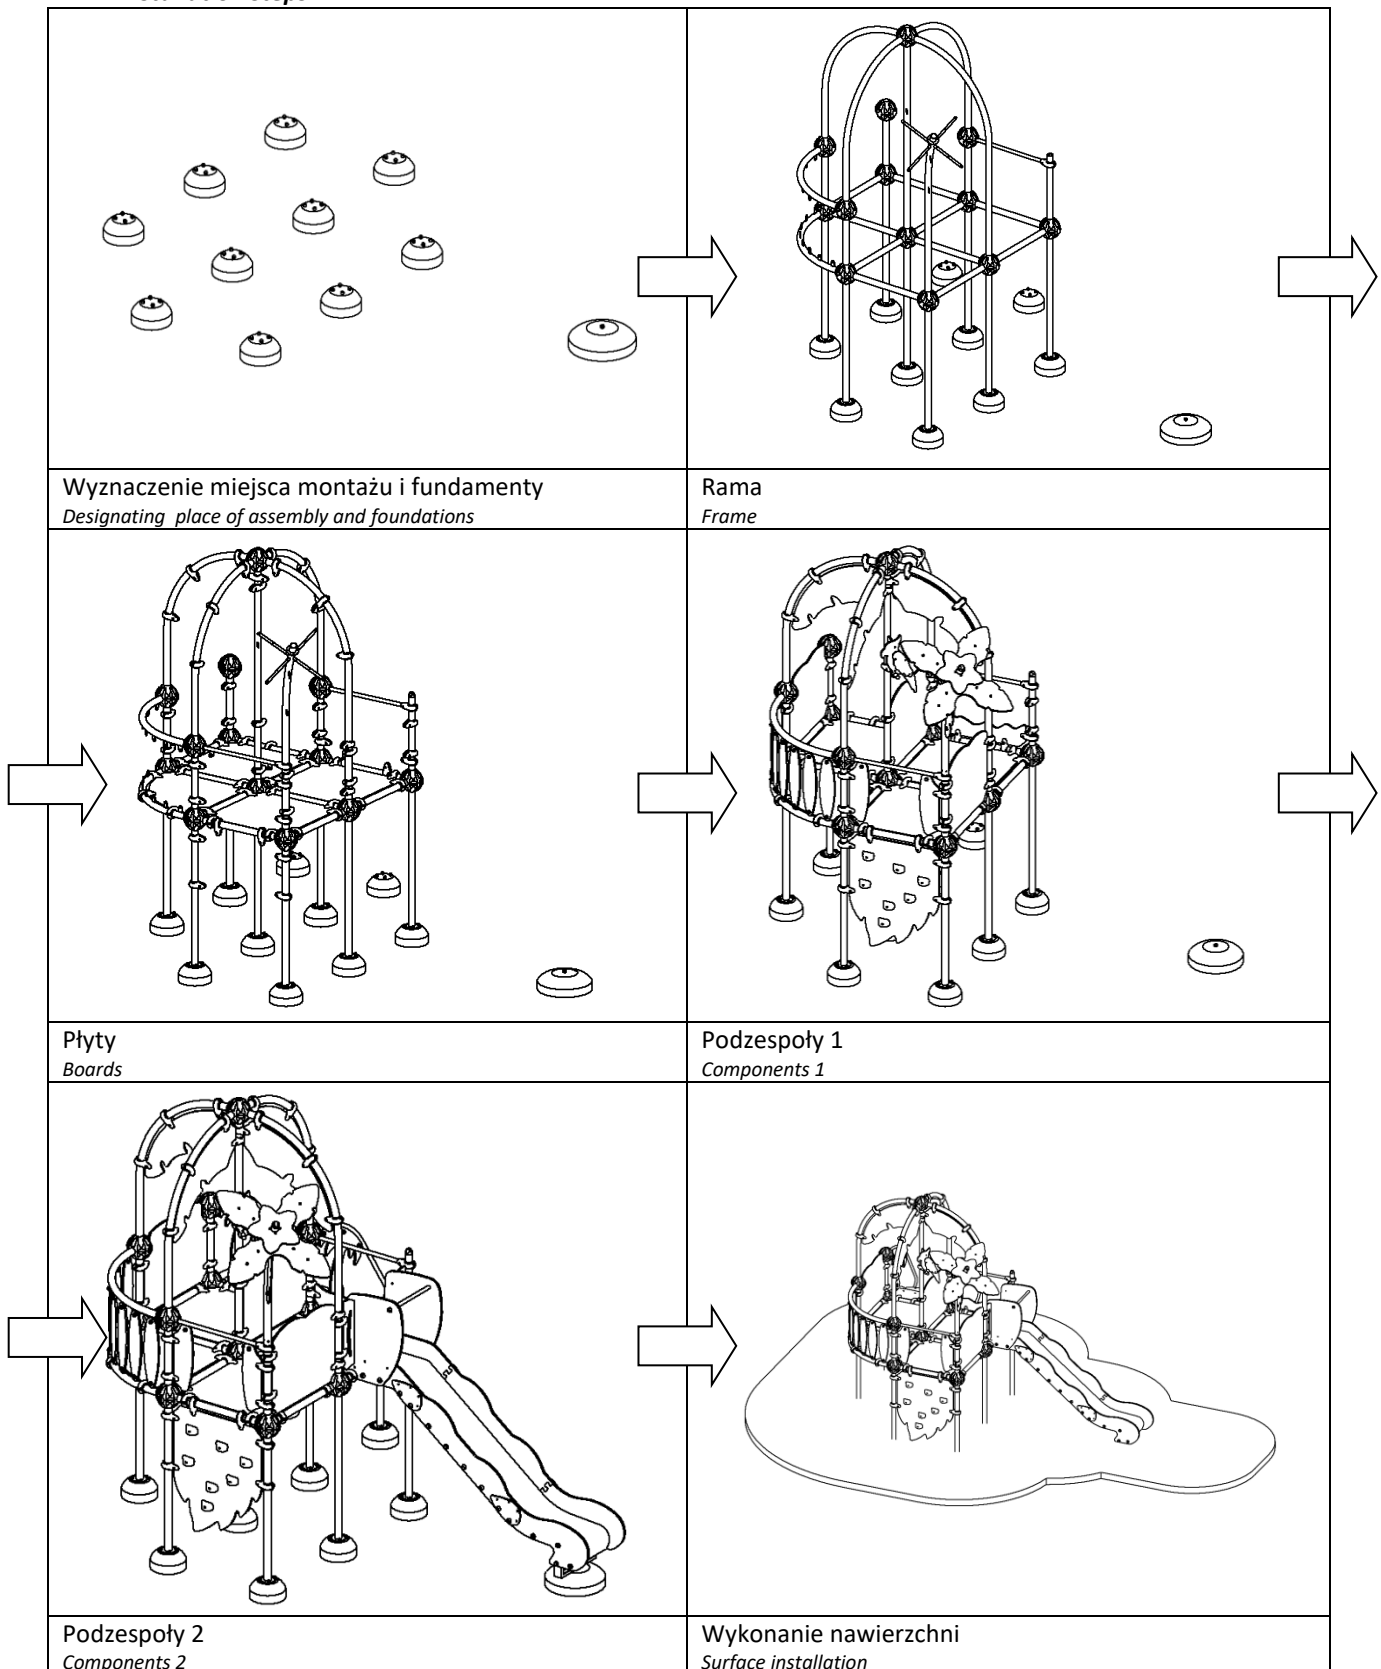 Wyznaczenie miejsca montażu i fundamenty
Designating place of assembly and foundations
Rama
Frame
Płyty
Boards
Podzespoły 1
Components 1
Podzespoły 2
Components 2
Wykonanie nawierzchni
Surface installation